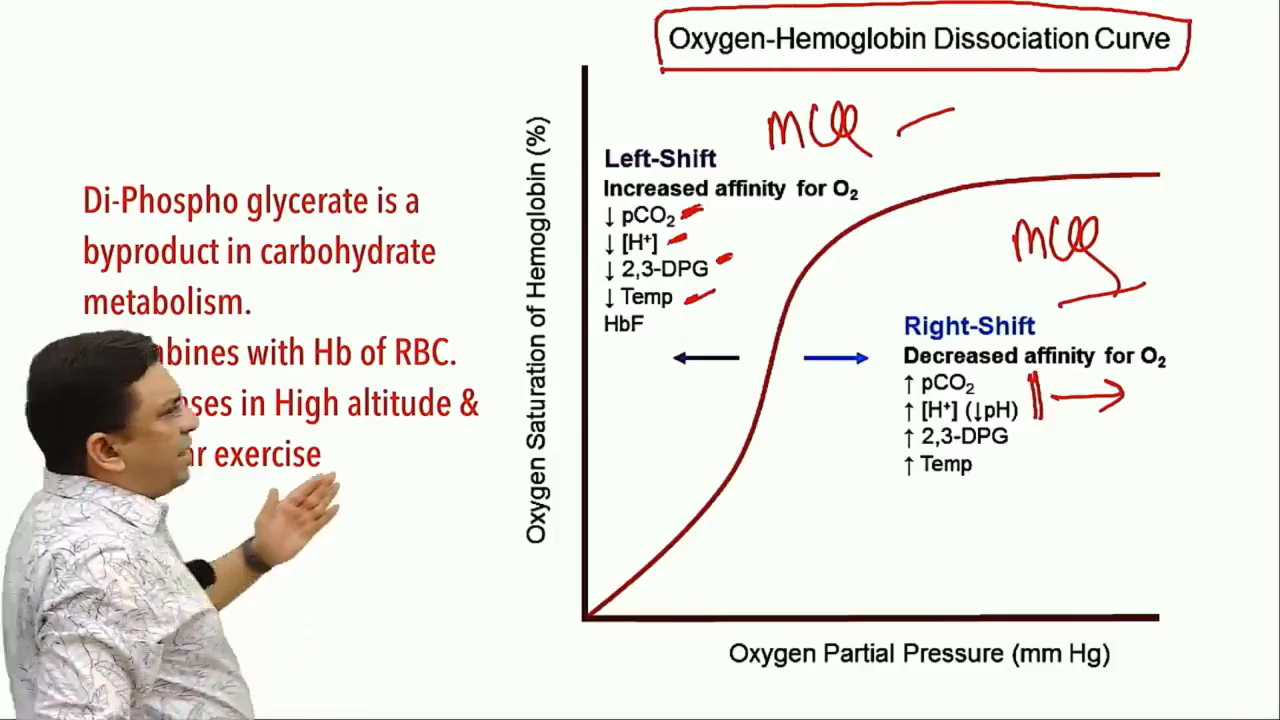 Oxygen-Hemoglobin Dissociation Curve
MCQ
Left-Shift
Increased affinity for O₂
↓ pCO₂
↓ [H⁺]
↓ 2,3-DPG
↓ Temp
HbF
MCQ
Right-Shift
Decreased affinity for O₂
↑ pCO₂
↑ [H⁺] (↓pH)
↑ 2,3-DPG
↑ Temp
Oxygen Saturation of Hemoglobin (%)
Oxygen Partial Pressure (mm Hg)
Di-Phospho glycerate is a
byproduct in carbohydrate
metabolism.
with Hb of RBC.
in High altitude &
exercise